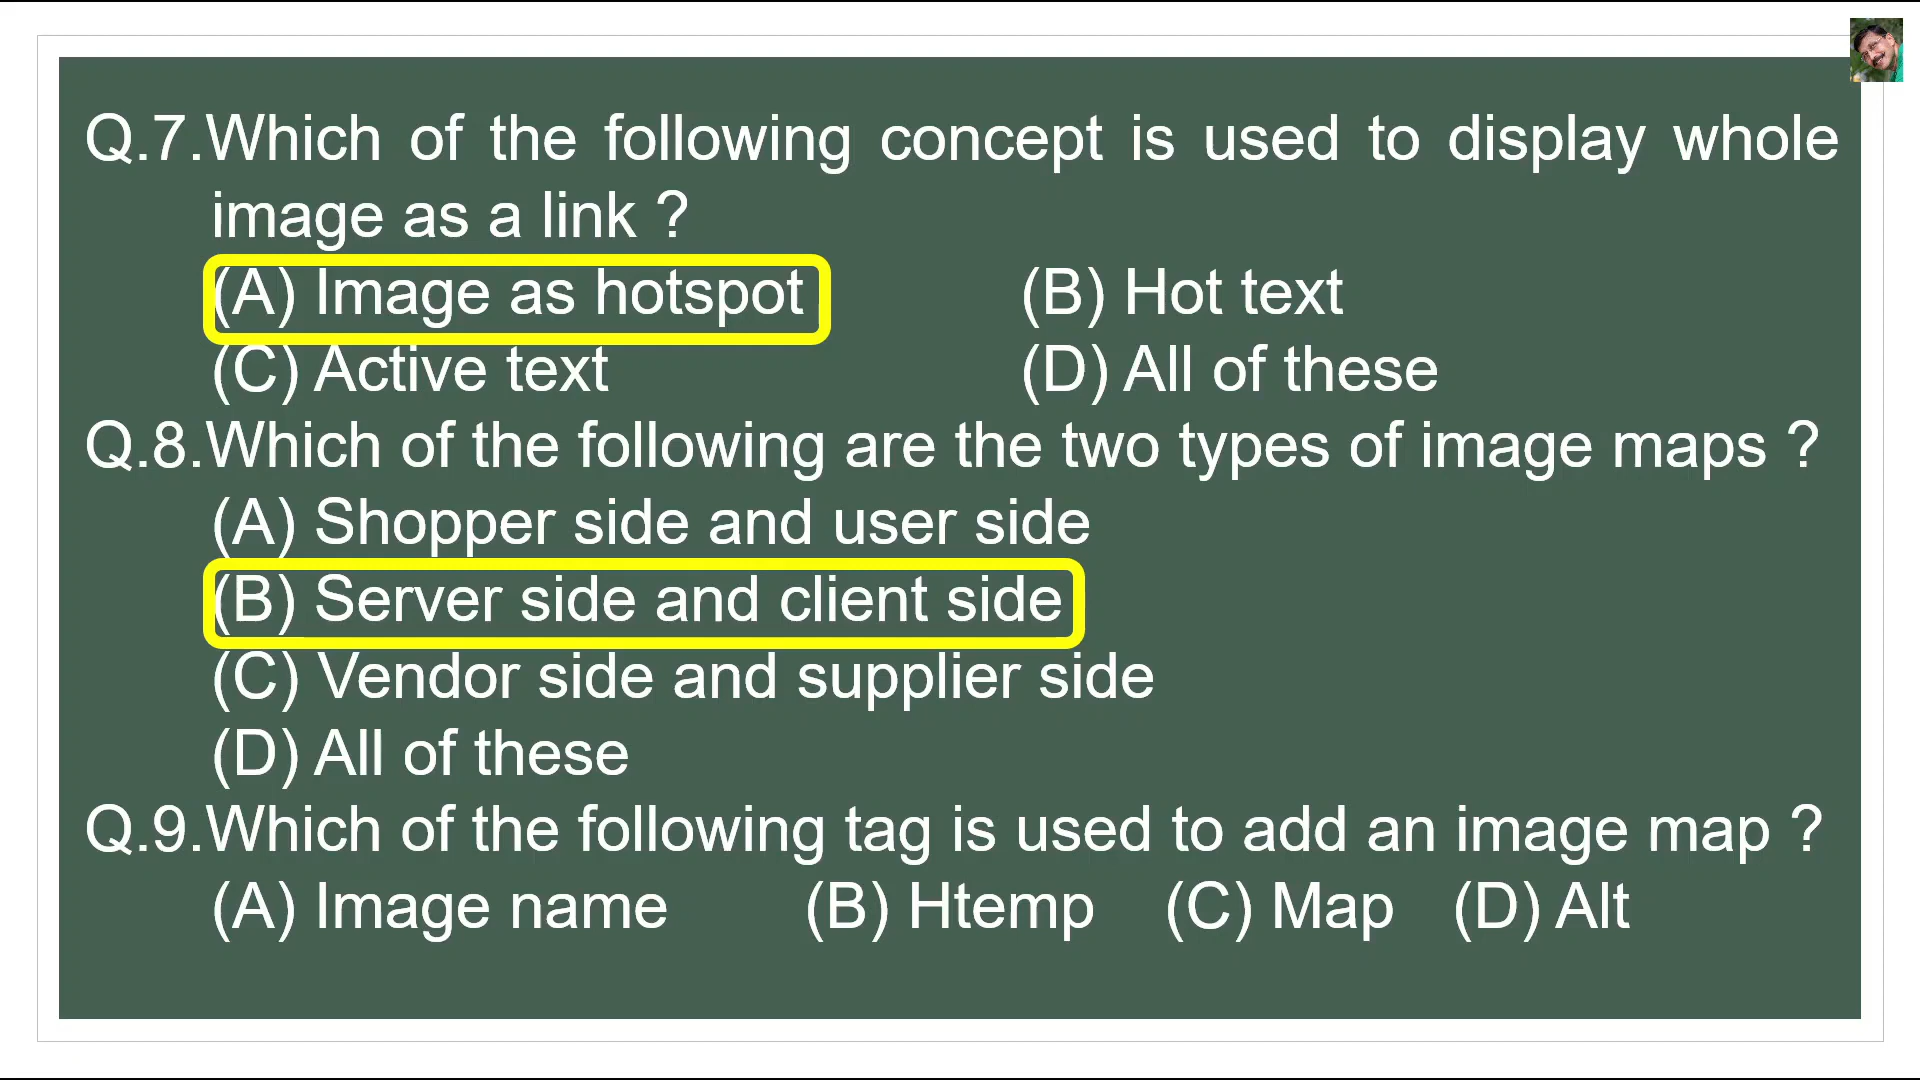 Q.7.Which of the following concept is used to display whole
image as a link ?
(A) Image as hotspot (B) Hot text
(C) Active text (D) All of these
Q.8.Which of the following are the two types of image maps ?
(A) Shopper side and user side
(B) Server side and client side
(C) Vendor side and supplier side
(D) All of these
Q.9.Which of the following tag is used to add an image map ?
(A) Image name (B) Htemp (C) Map (D) Alt